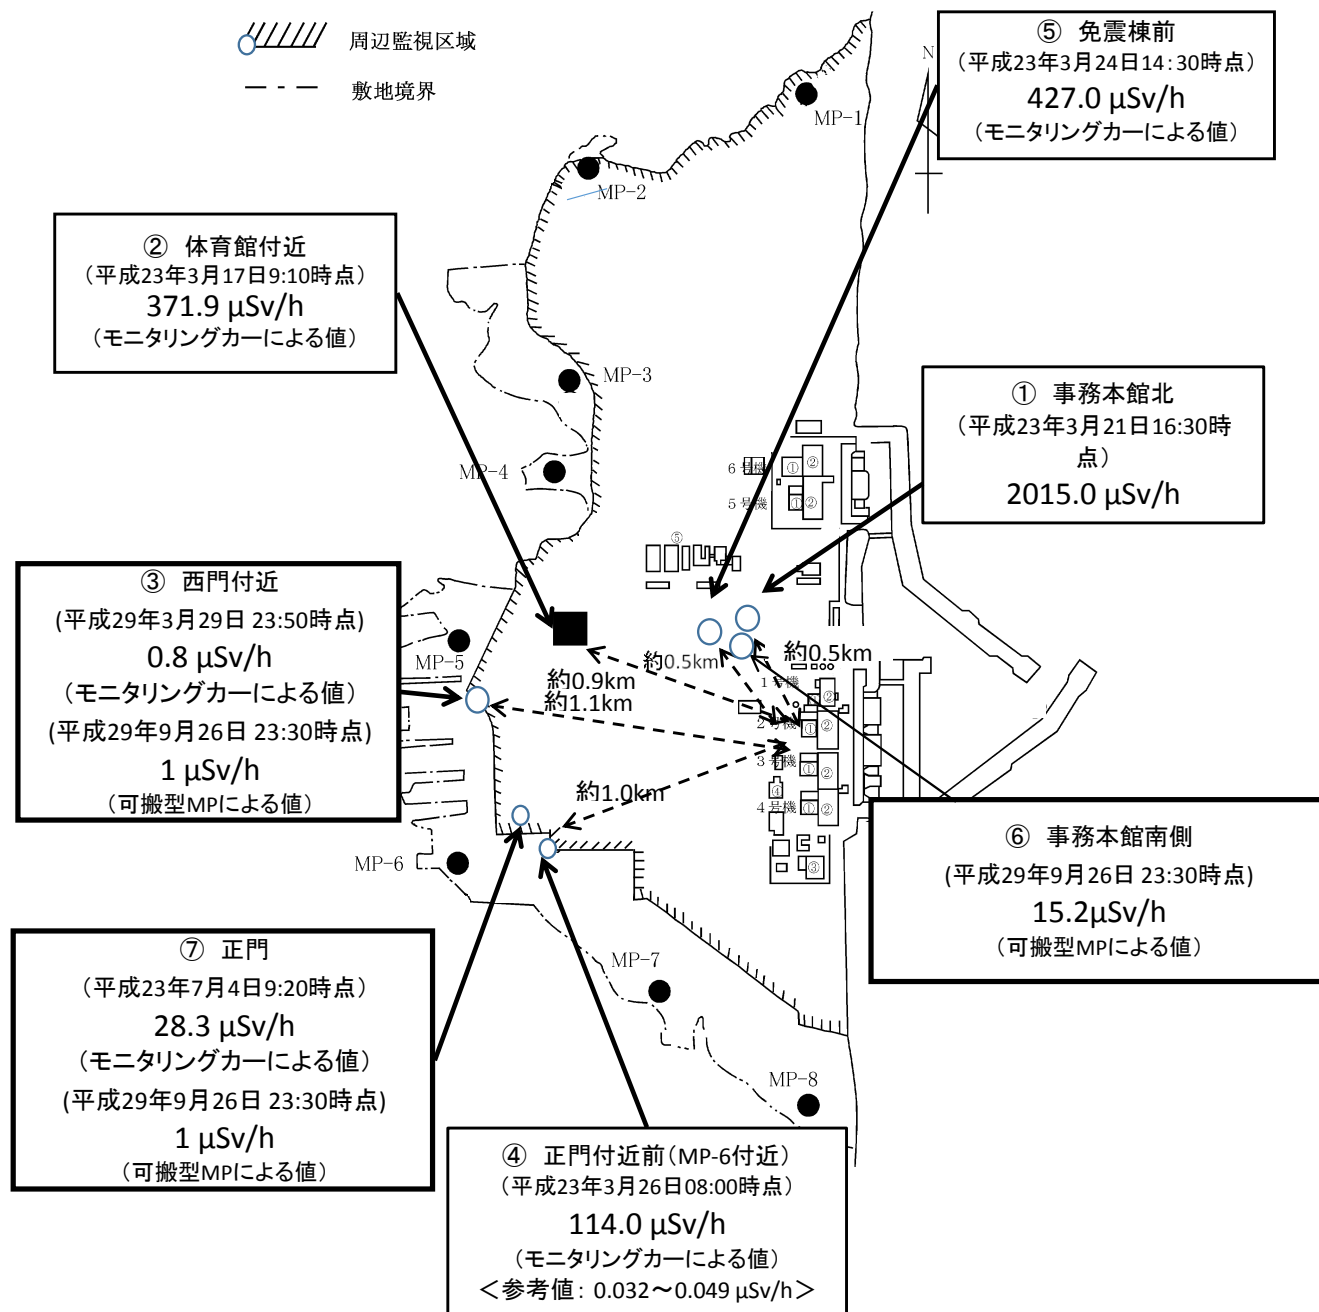 周辺監視区域
敷地境界
⑤ 免震棟前
（平成23年3月24日14：30時点）
427.0 μSv/h
（モニタリングカーによる値）
N
MP-1
MP-2
② 体育館付近
（平成23年3月17日9:10時点）
371.9 μSv/h
（モニタリングカーによる値）
MP-3
① 事務本館北
（平成23年3月21日16:30時
点）
2015.0 μSv/h
MP-4
6号機
① ②
5号機
① ②
⑤
③ 西門付近
(平成29年3月29日 23:50時点)
0.8 μSv/h
（モニタリングカーによる値）
(平成29年9月26日 23:30時点)
1 μSv/h
（可搬型MPによる値）
MP-5
約0.5km
約0.5km
約0.9km
約1.1km
1号機
②
2号機
① ②
3号機
① ②
④
約1.0km
4号機
① ②
③
⑥ 事務本館南側
(平成29年9月26日 23:30時点)
15.2μSv/h
（可搬型MPによる値）
MP-6
⑦ 正門
（平成23年7月4日9:20時点）
28.3 μSv/h
（モニタリングカーによる値）
(平成29年9月26日 23:30時点)
1 μSv/h
（可搬型MPによる値）
MP-7
MP-8
④ 正門付近前（MP-6付近）
（平成23年3月26日08:00時点）
114.0 μSv/h
（モニタリングカーによる値）
＜参考値： 0.032～0.049 μSv/h＞